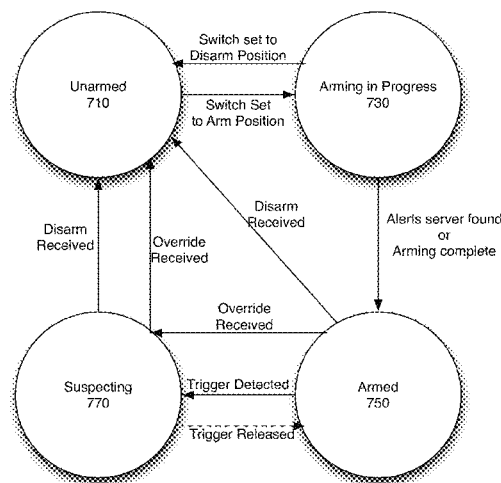 Switch set to
Disarm Position
Unarmed
710
Arming in Progress
730
Switch Set
to Arm Position
Disarm
Received
Alerts server found
or
Arming complete
Disarm
Received
Override
Received
Override
Received
Suspecting
770
Trigger Detected
Armed
750
Trigger Released